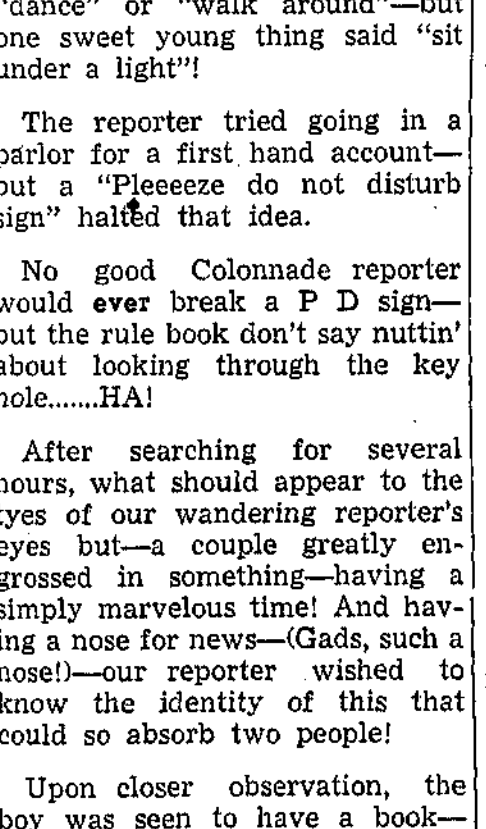 "dance" or "walk around"—but
one sweet young thing said "sit
under a light"!
The reporter tried going in a
parlor for a first hand account—
but a "Pleeeeze do not disturb
sign" halted that idea.
No good Colonnade reporter
would ever break a P D sign—
but the rule book don't say nuttin'
about looking through the key
hole.......HA!
After searching for several
hours, what should appear to the
eyes of our wandering reporter's
eyes but—a couple greatly en-
grossed in something—having a
simply marvelous time! And hav-
ing a nose for news—(Gads, such a
nose!)—our reporter wished to
know the identity of this that
could so absorb two people!
Upon closer observation, the
boy was seen to have a book—